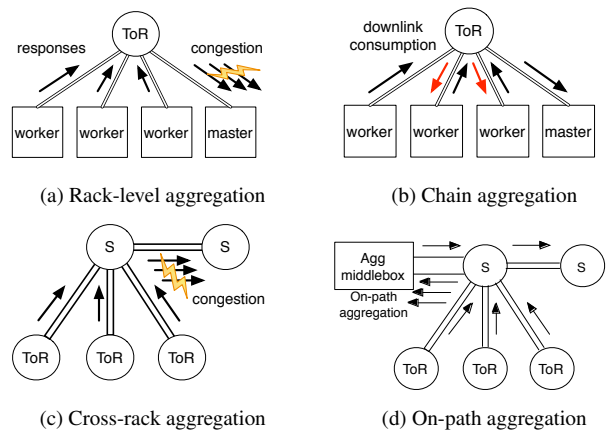 ToR
responses
congestion
worker
worker
worker
master
(a) Rack-level aggregation
downlink
consumption
ToR
worker
worker
worker
master
(b) Chain aggregation
S
S
congestion
ToR
ToR
ToR
(c) Cross-rack aggregation
Agg
middlebox
S
S
On-path
aggregation
ToR
ToR
ToR
(d) On-path aggregation